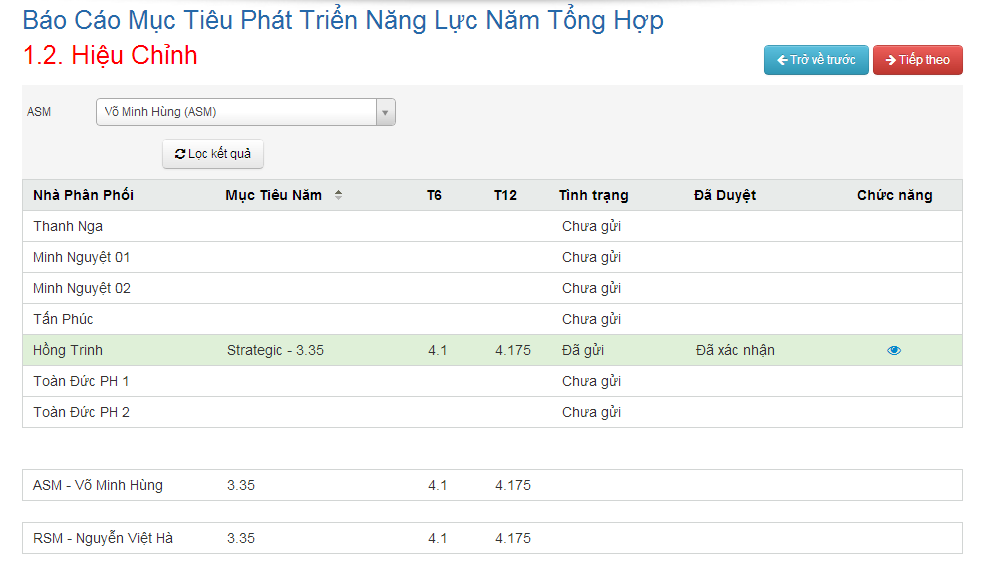 Báo Cáo Mục Tiêu Phát Triển Năng Lực Năm Tổng Hợp
1.2. Hiệu Chỉnh
Trở về trước Tiếp theo
ASM Võ Minh Hùng (ASM)
Lọc kết quả
Nhà Phân Phối Mục Tiêu Năm T6 T12 Tình trạng Đã Duyệt Chức năng
Thanh Nga Chưa gửi
Minh Nguyệt 01 Chưa gửi
Minh Nguyệt 02 Chưa gửi
Tấn Phúc Chưa gửi
Hồng Trinh Strategic - 3.35 4.1 4.175 Đã gửi Đã xác nhận
Toàn Đức PH 1 Chưa gửi
Toàn Đức PH 2 Chưa gửi
ASM - Võ Minh Hùng 3.35 4.1 4.175
RSM - Nguyễn Việt Hà 3.35 4.1 4.175